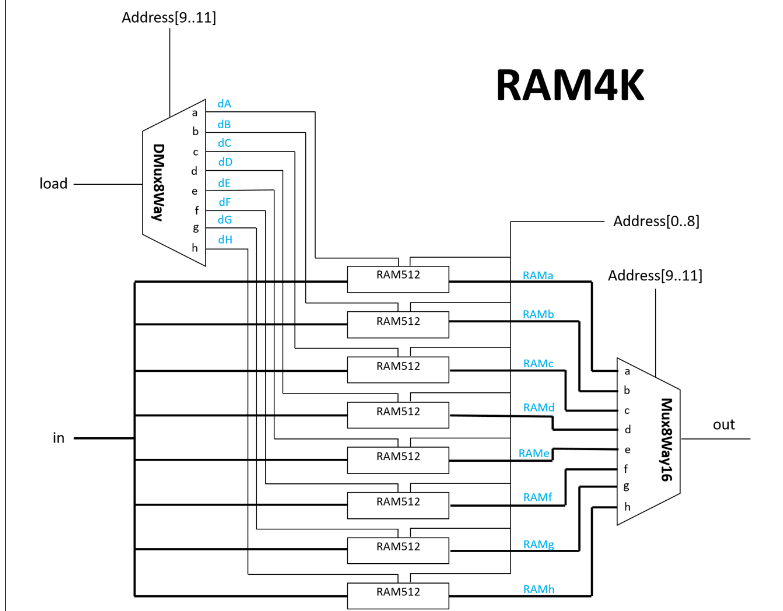 Address[9..11]
RAM4K
dA
a
dB
b
dC
c
dD
d
load
DMux8Way
dE
e
dF
f
dG
g
dH
h
Address[0..8]
RAM512
RAMa
Address[9..11]
RAM512
RAMb
RAM512
RAMc
RAM512
RAMd
RAM512
RAMe
RAM512
RAMf
RAM512
RAMg
RAM512
RAMh
in
a
b
c
d
e
f
g
h
Mux8Way16
out